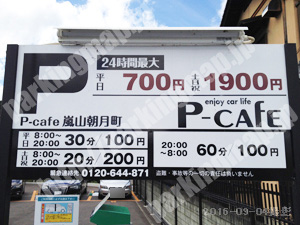 P
24時間最大
平日 700円 土日祝 1900円
enjoy car life
P-cafe 嵐山朝月町 P-CAFE
平日 8:00～20:00 30分 100円
土日祝 8:00～20:00 20分 200円
20:00～8:00 60分 100円
緊急連絡先 0120-644-871 盗難・事故等の一切の責任は負いません